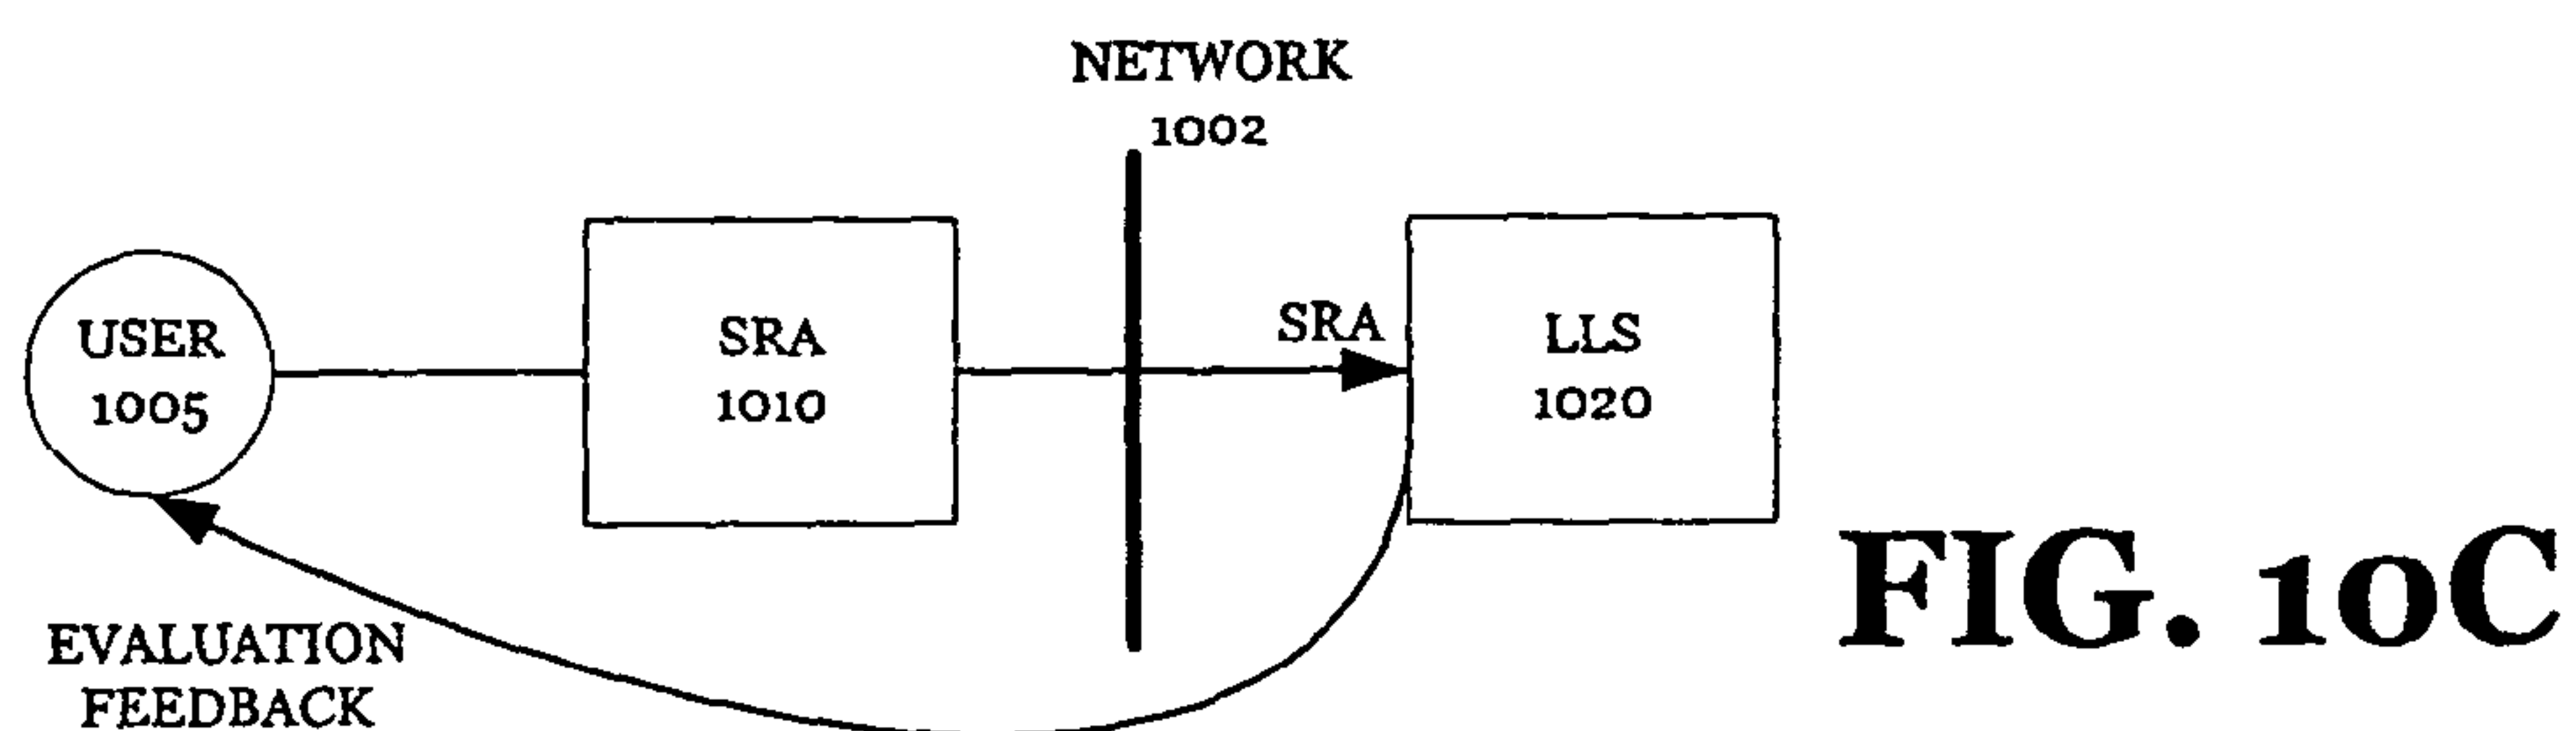 NETWORK
1002
USER
1005
SRA
1010
SRA
LLS
1020
EVALUATION
FEEDBACK
FIG. 10C